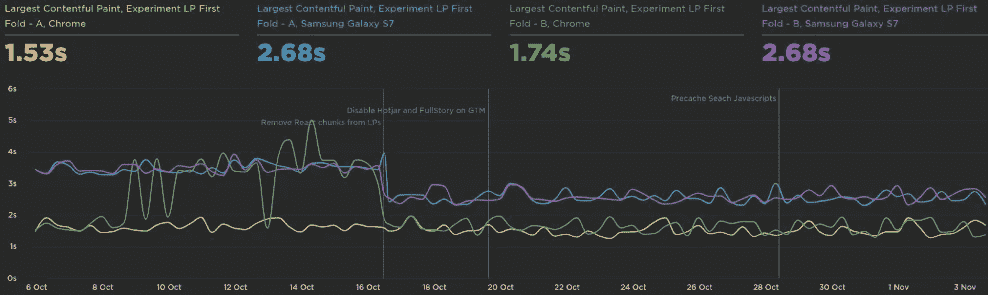 Largest Contentful Paint, Experiment LP First
Fold - A, Chrome
1.53s
Largest Contentful Paint, Experiment LP First
Fold - A, Samsung Galaxy S7
2.68s
Largest Contentful Paint, Experiment LP First
Fold - B, Chrome
1.74s
Largest Contentful Paint, Experiment LP First
Fold - B, Samsung Galaxy S7
2.68s
6s
5s
4s
3s
2s
1s
0s
Disable Hotjar and FullStory on GTM
Remove React chunks from LPs
Precache Seach Javascripts
6 Oct
8 Oct
10 Oct
12 Oct
14 Oct
16 Oct
18 Oct
20 Oct
22 Oct
24 Oct
26 Oct
28 Oct
30 Oct
1 Nov
3 Nov